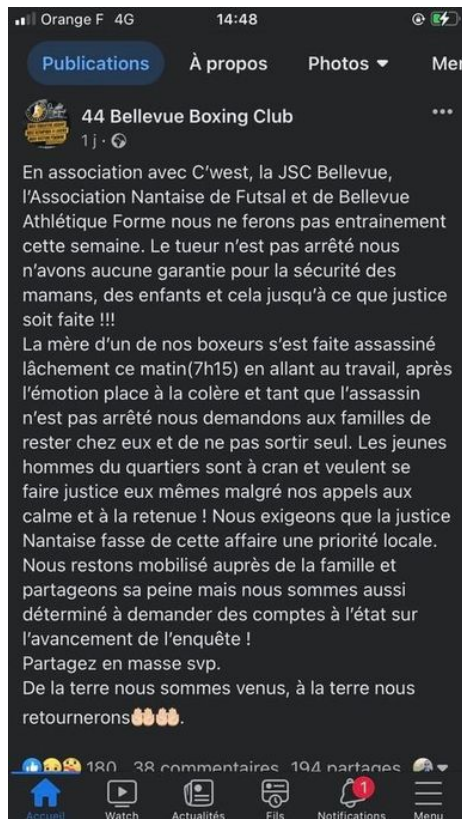 Orange F 4G 14:48
Publications À propos Photos Mer
44 Bellevue Boxing Club
1 j
En association avec C’west, la JSC Bellevue,
l’Association Nantaise de Futsal et de Bellevue
Athlétique Forme nous ne ferons pas entrainement
cette semaine. Le tueur n’est pas arrêté nous
n’avons aucune garantie pour la sécurité des
mamans, des enfants et cela jusqu’à ce que justice
soit faite !!!
La mère d’un de nos boxeurs s’est faite assassiné
lâchement ce matin(7h15) en allant au travail, après
l’émotion place à la colère et tant que l’assassin
n’est pas arrêté nous demandons aux familles de
rester chez eux et de ne pas sortir seul. Les jeunes
hommes du quartiers sont à cran et veulent se
faire justice eux mêmes malgré nos appels aux
calme et à la retenue ! Nous exigeons que la justice
Nantaise fasse de cette affaire une priorité locale.
Nous restons mobilisé auprès de la famille et
partageons sa peine mais nous sommes aussi
déterminé à demander des comptes à l’état sur
l’avancement de l’enquête !
Partagez en masse svp.
De la terre nous sommes venus, à la terre nous
retournerons🤲🏻🤲🏻.
180 38 commentaires 194 partages
1
Accueil Watch Actualités Fils Notifications Menu